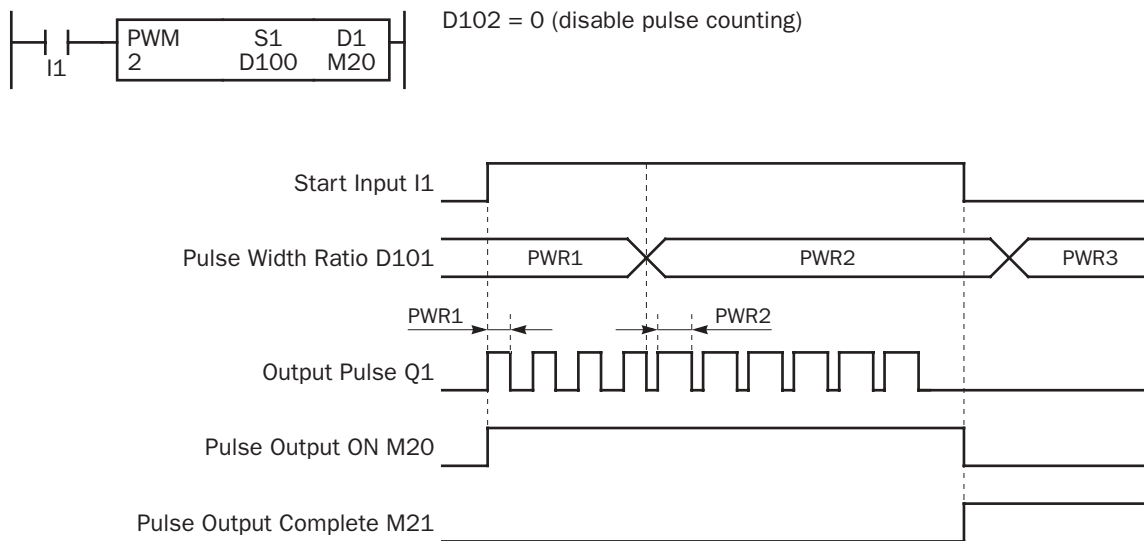 D102 = 0 (disable pulse counting)
PWM S1 D1
2 D100 M20
I1
Start Input I1
Pulse Width Ratio D101
PWR1 PWR2 PWR3
PWR1 PWR2
Output Pulse Q1
Pulse Output ON M20
Pulse Output Complete M21